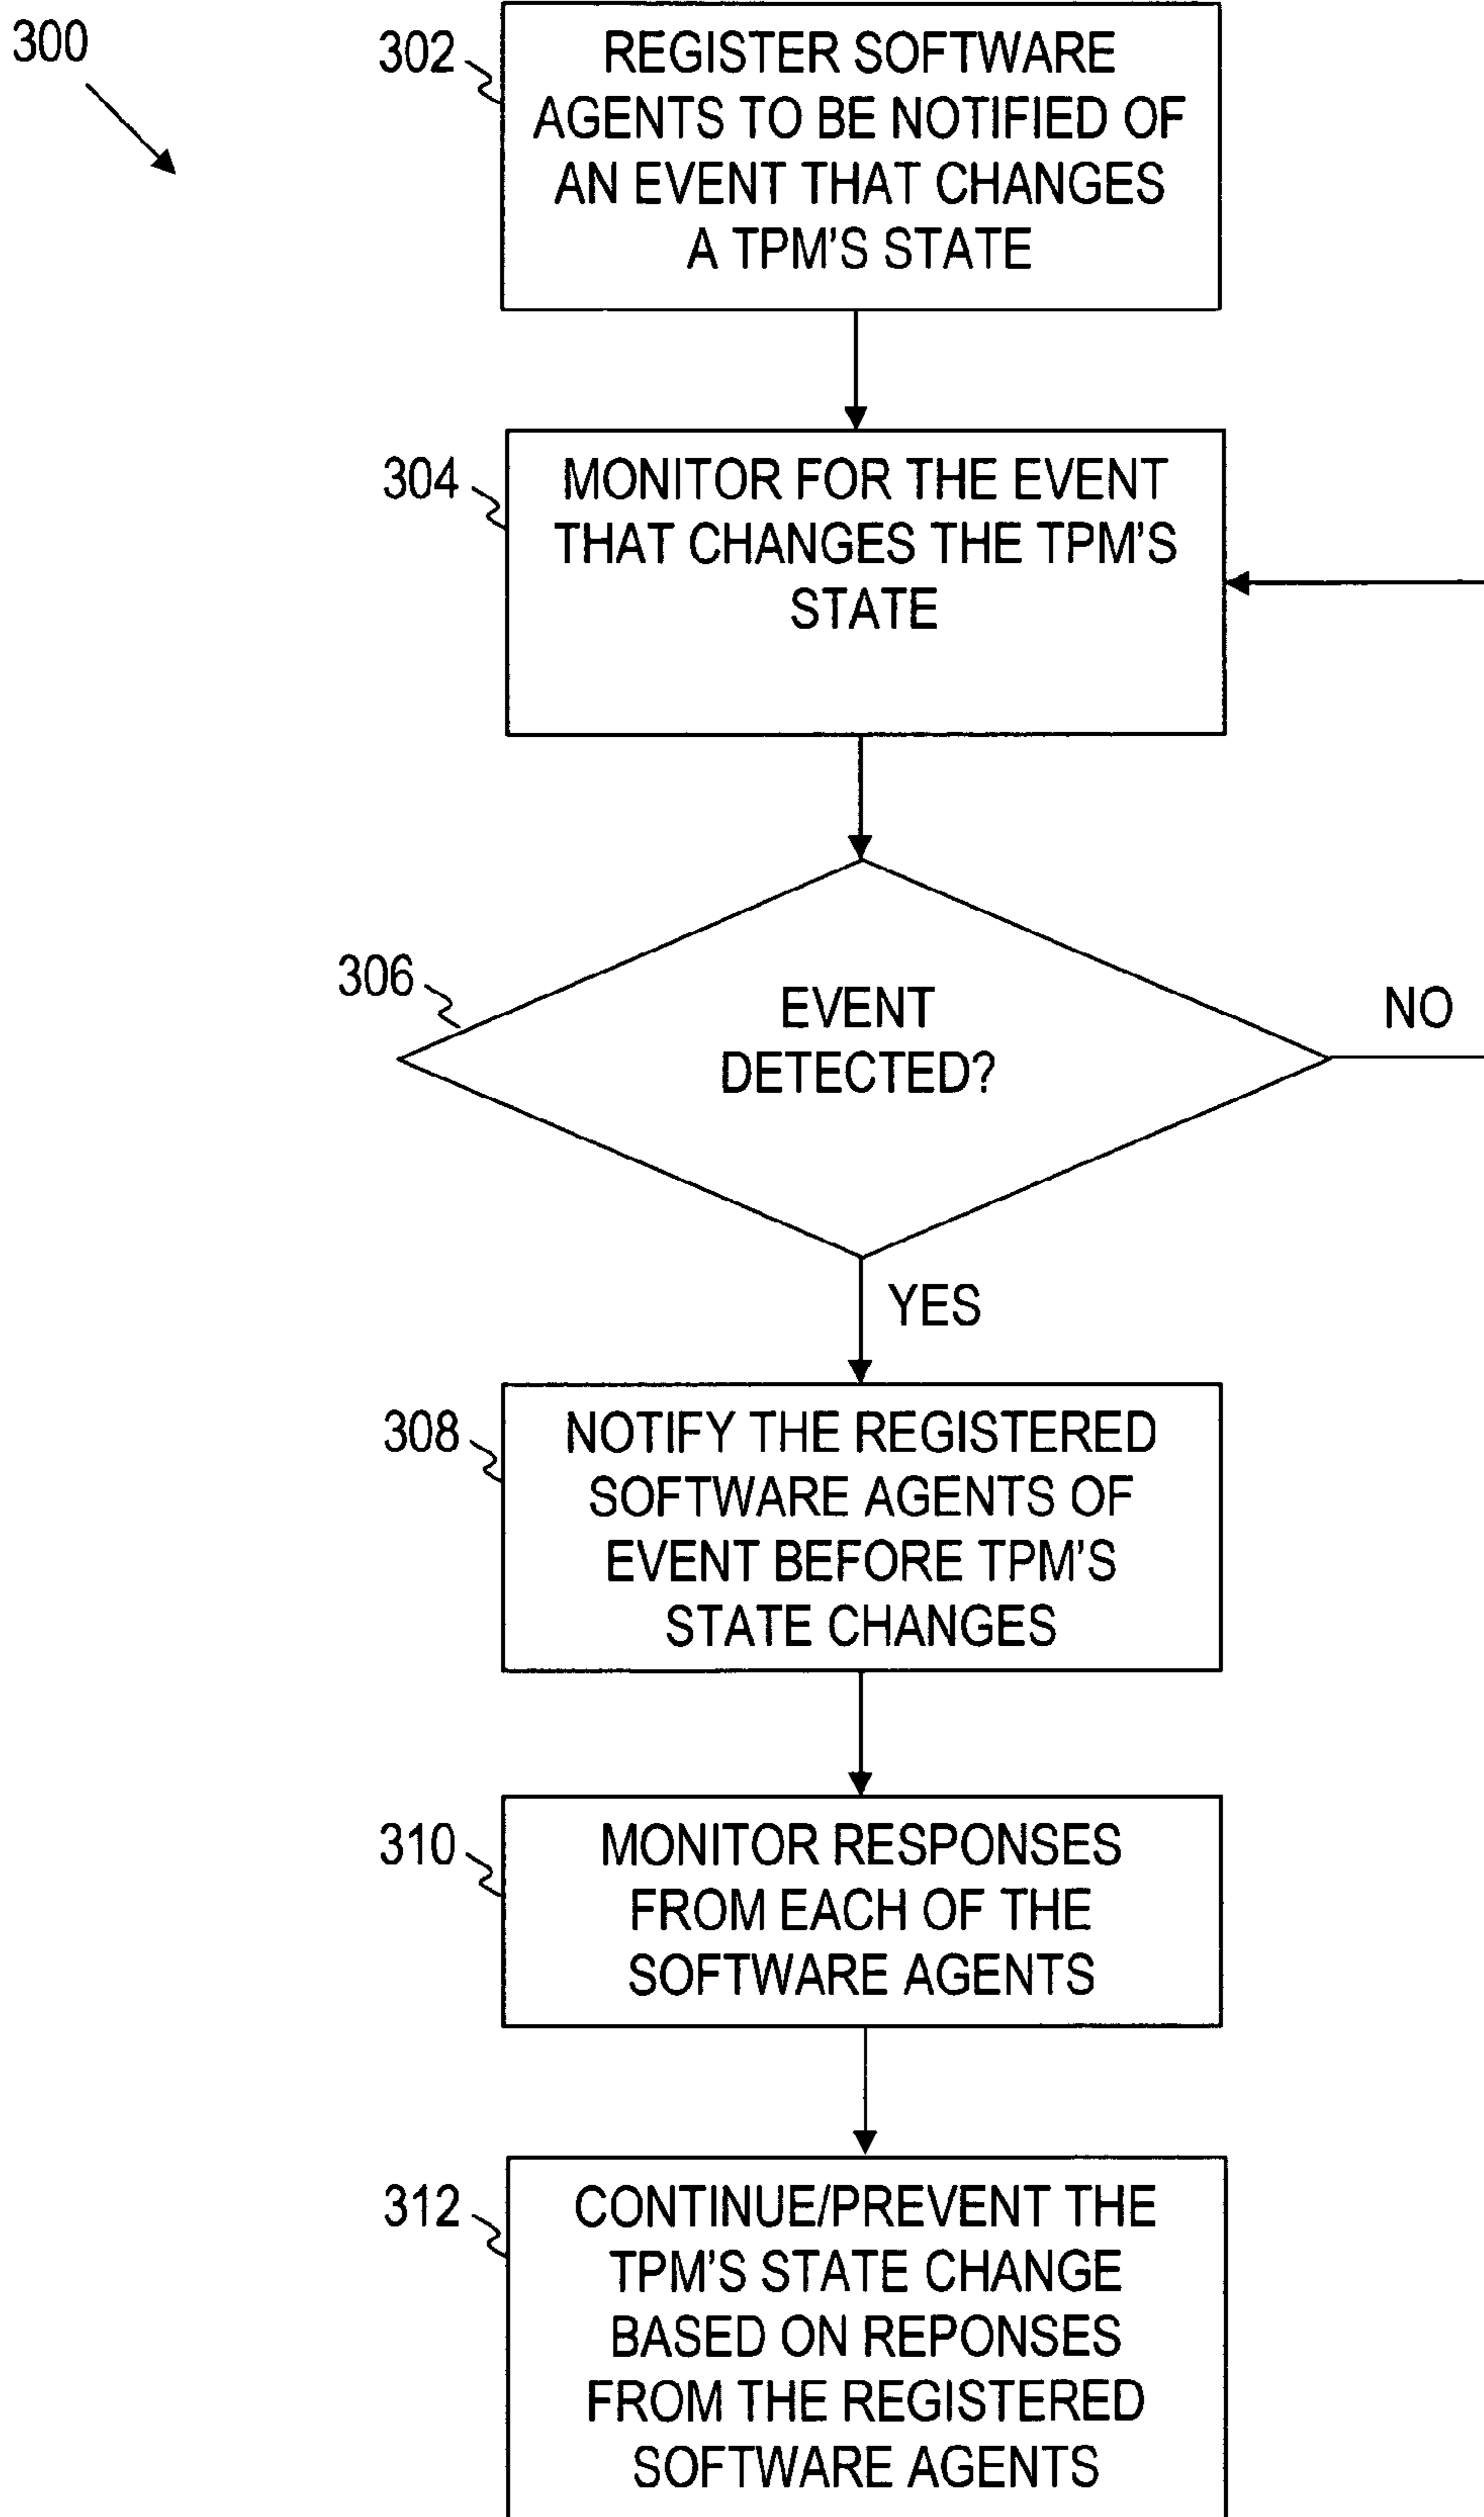 300
302
REGISTER SOFTWARE
AGENTS TO BE NOTIFIED OF
AN EVENT THAT CHANGES
A TPM'S STATE
304
MONITOR FOR THE EVENT
THAT CHANGES THE TPM'S
STATE
306
EVENT
DETECTED?
NO
YES
308
NOTIFY THE REGISTERED
SOFTWARE AGENTS OF
EVENT BEFORE TPM'S
STATE CHANGES
310
MONITOR RESPONSES
FROM EACH OF THE
SOFTWARE AGENTS
312
CONTINUE/PREVENT THE
TPM'S STATE CHANGE
BASED ON REPONSES
FROM THE REGISTERED
SOFTWARE AGENTS